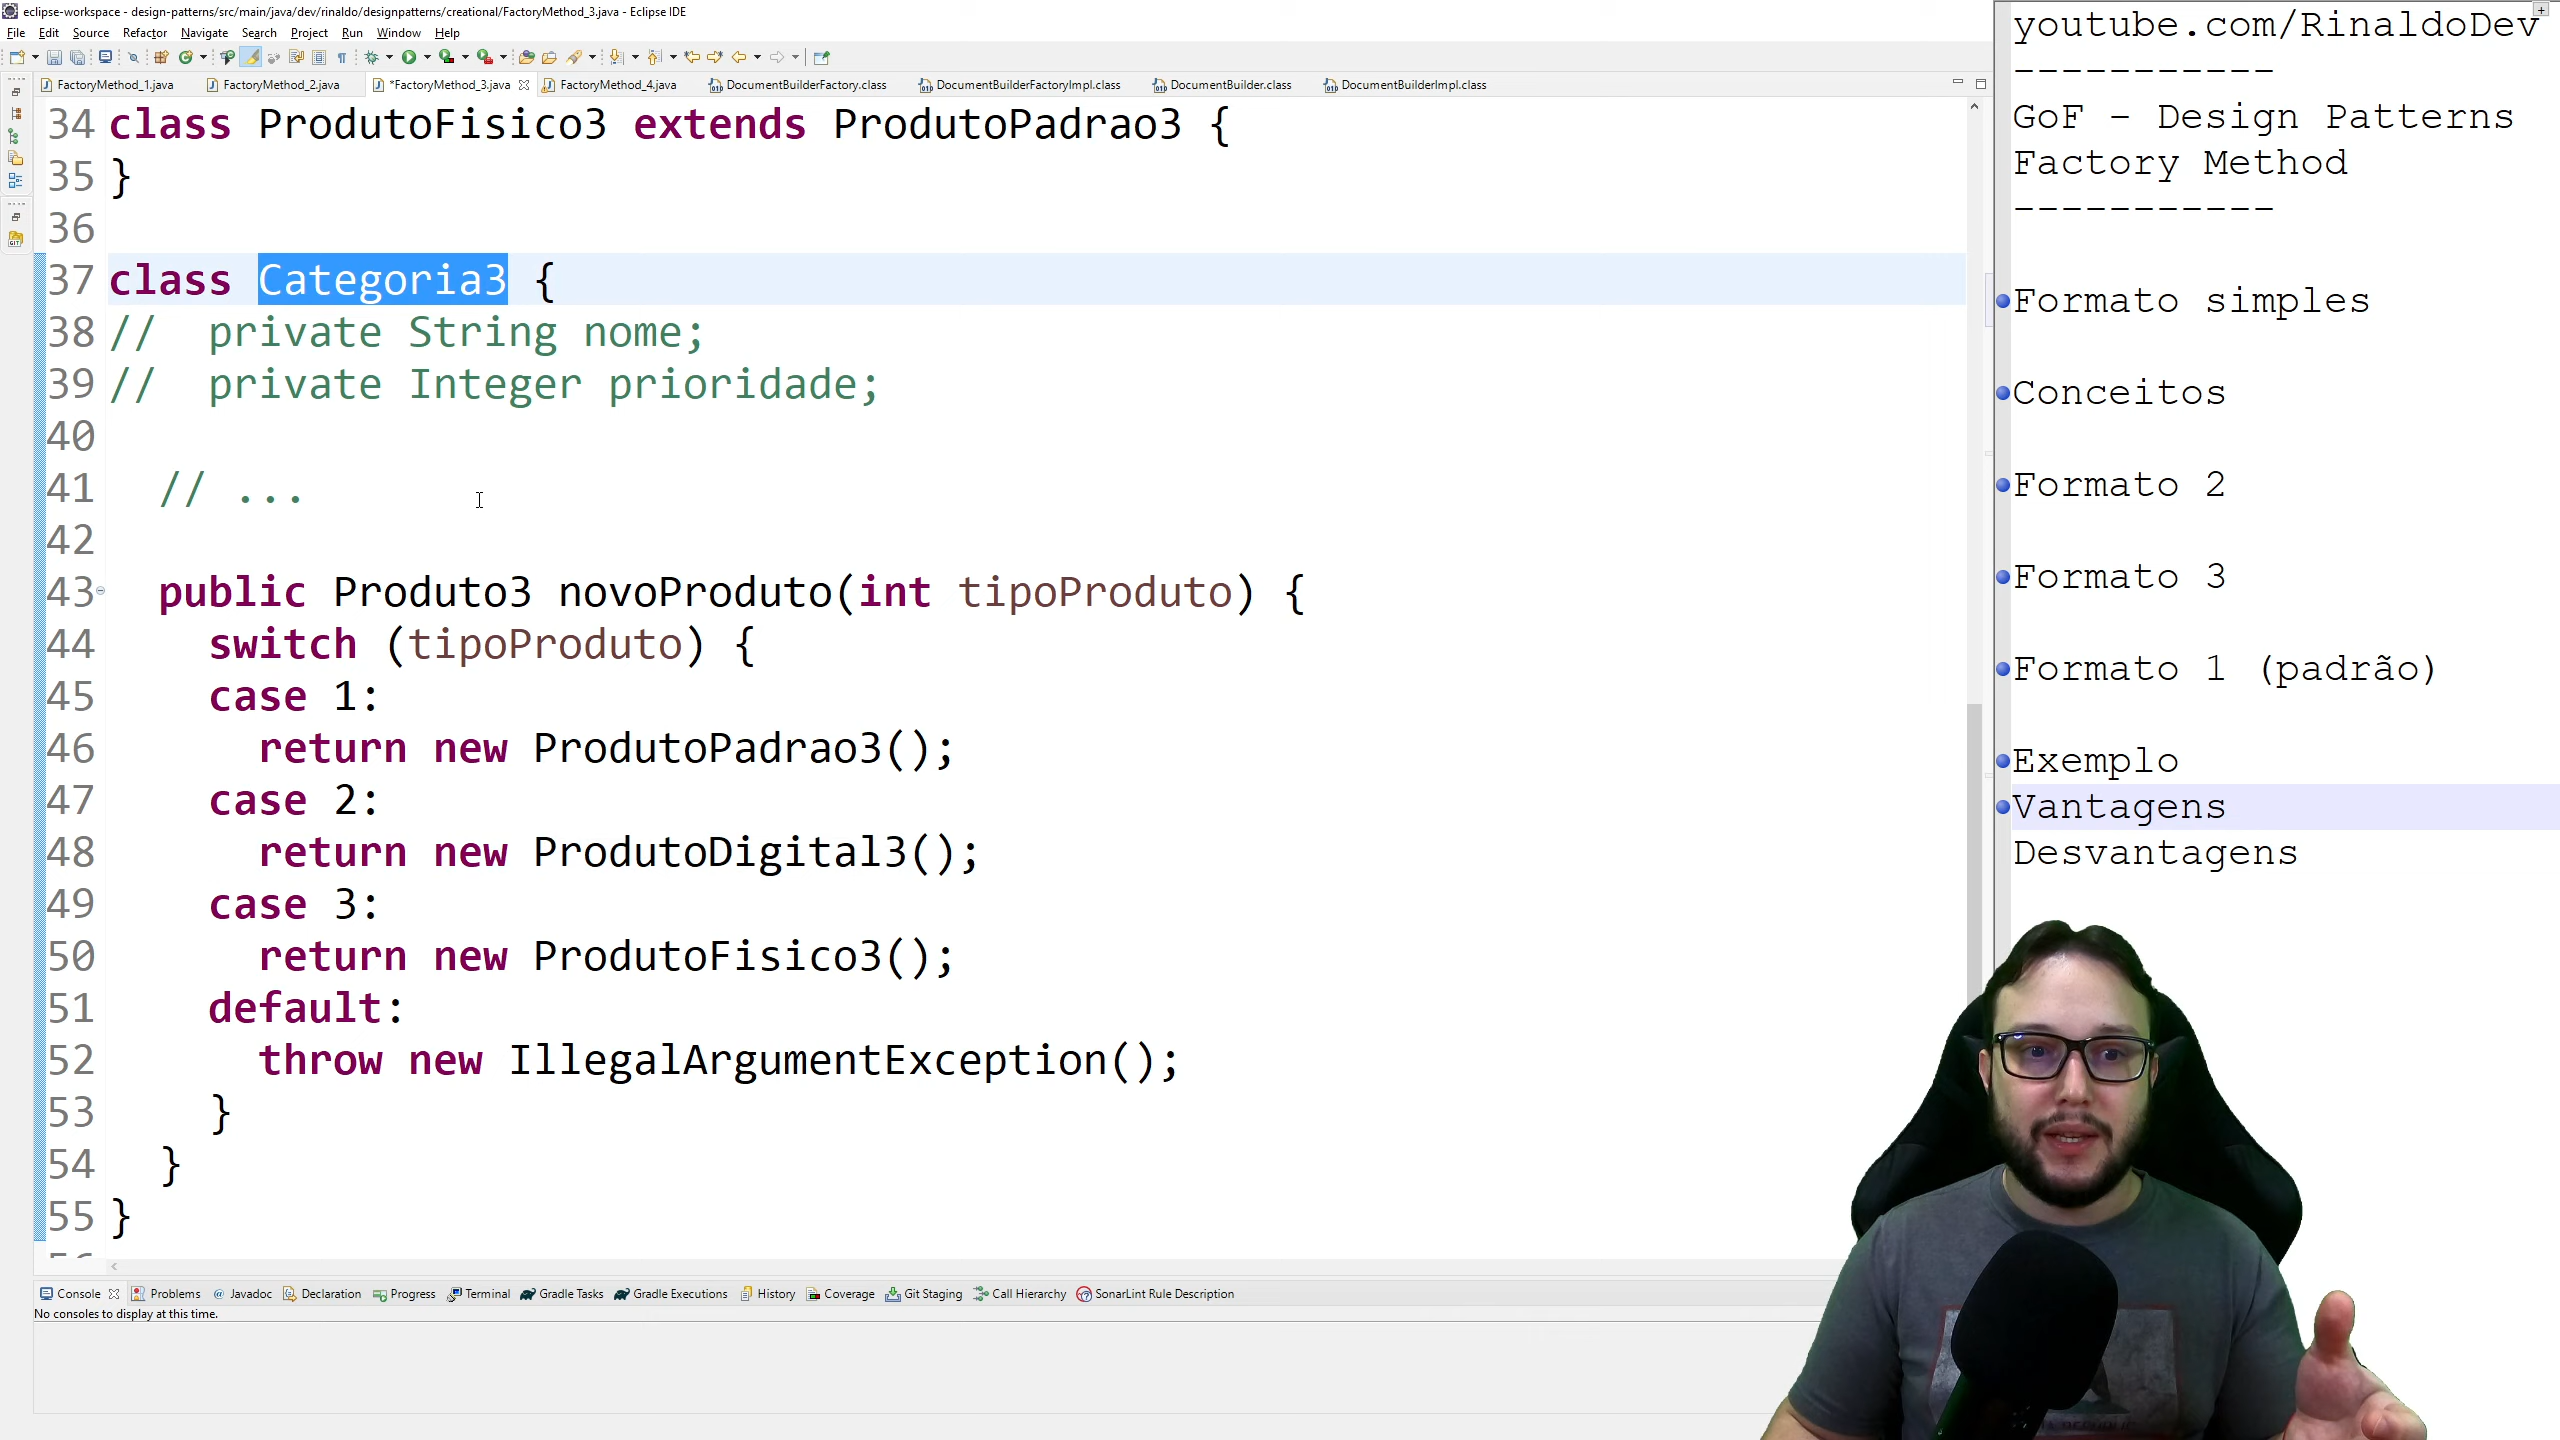 eclipse-workspace - design-patterns/src/main/java/dev/rinaldo/designpatterns/creational/FactoryMethod_3.java - Eclipse IDE
File Edit Source Refactor Navigate Search Project Run Window Help
FactoryMethod_1.java FactoryMethod_2.java *FactoryMethod_3.java FactoryMethod_4.java DocumentBuilderFactory.class DocumentBuilderFactoryImpl.class DocumentBuilder.class DocumentBuilderImpl.class
34 class ProdutoFisico3 extends ProdutoPadrao3 {
35 }
36
37 class Categoria3 {
38 //  private String nome;
39 //  private Integer prioridade;
40
41   // ...
42
43   public Produto3 novoProduto(int tipoProduto) {
44     switch (tipoProduto) {
45     case 1:
46       return new ProdutoPadrao3();
47     case 2:
48       return new ProdutoDigital3();
49     case 3:
50       return new ProdutoFisico3();
51     default:
52       throw new IllegalArgumentException();
53     }
54   }
55 }
Console Problems Javadoc Declaration Progress Terminal Gradle Tasks Gradle Executions History Coverage Git Staging Call Hierarchy SonarLint Rule Description
No consoles to display at this time.
youtube.com/RinaldoDev
-----------
GoF - Design Patterns
Factory Method
-----------
Formato simples
Conceitos
Formato 2
Formato 3
Formato 1 (padrão)
Exemplo
Vantagens
Desvantagens